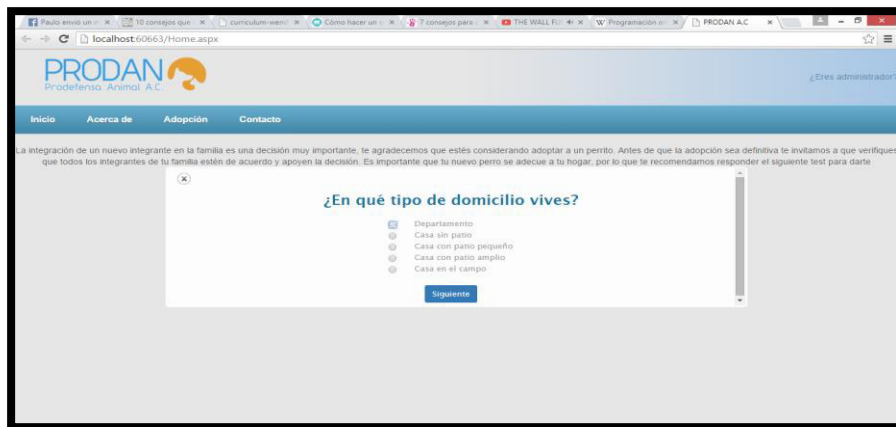 Paulo envió un
10 consejos que
curriculum-wend
Cómo hacer un
7 consejos para
THE WALL FU
Programación
PRODAN A.C
localhost:60663/Home.aspx
PRODAN
Prodefensa Animal A.C.
¿Eres administrador?
Inicio Acerca de Adopción Contacto
La integración de un nuevo integrante en la familia es una decisión muy importante, te agradecemos que estés considerando adoptar a un perrito. Antes de que la adopción sea definitiva te invitamos a que verifiques
que todos los integrantes de tu familia estén de acuerdo y apoyen la decisión. Es importante que tu nuevo perro se adecue a tu hogar, por lo que te recomendamos responder el siguiente test para darte
¿En qué tipo de domicilio vives?
Departamento
Casa sin patio
Casa con patio pequeño
Casa con patio amplio
Casa en el campo
Siguiente